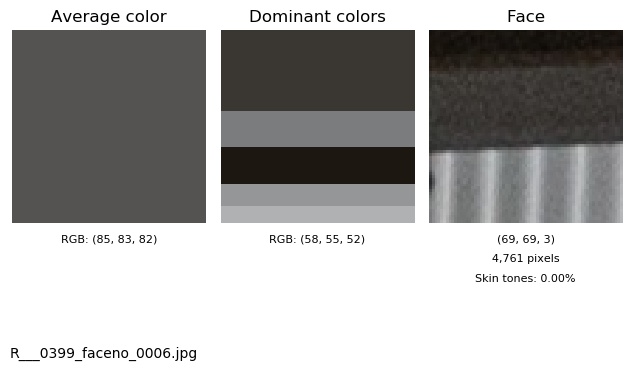 Average color
Dominant colors
Face
RGB: (85, 83, 82)
RGB: (58, 55, 52)
(69, 69, 3)
4,761 pixels
Skin tones: 0.00%
R___0399_faceno_0006.jpg